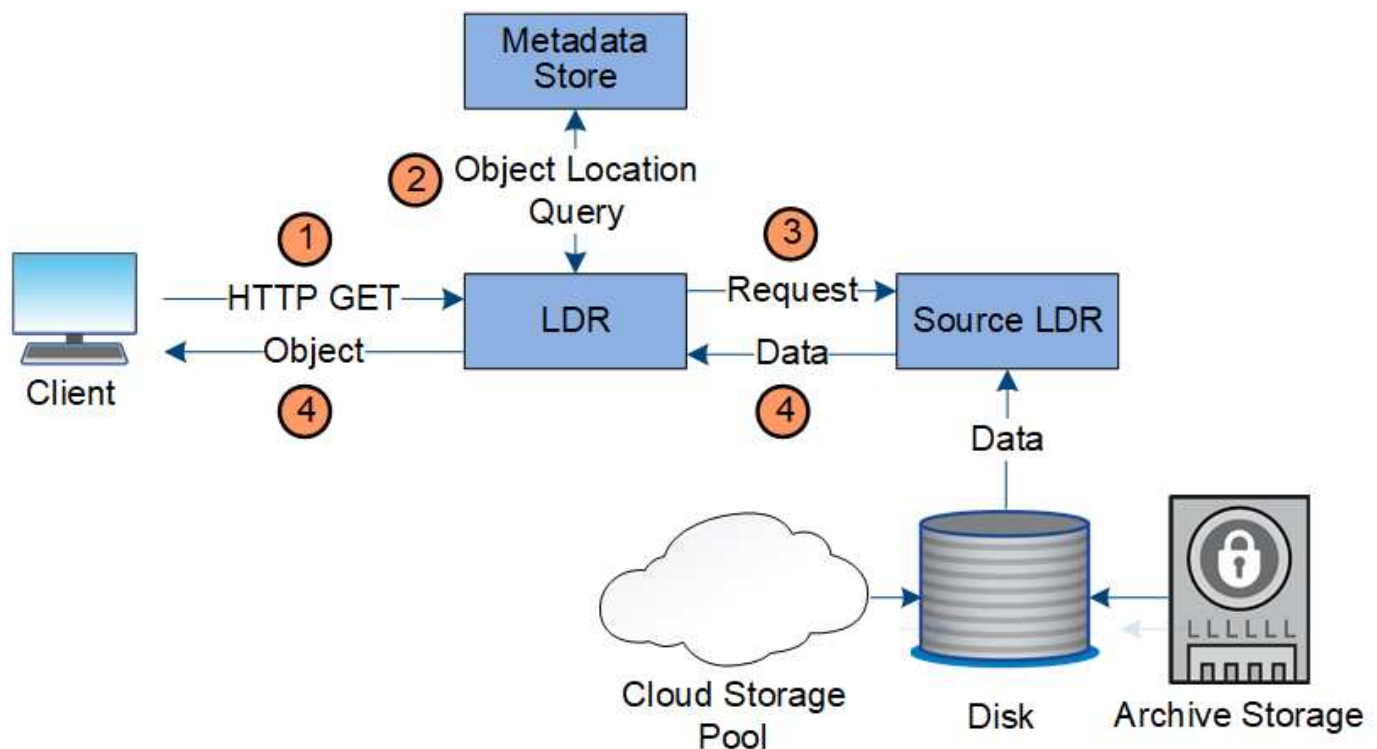 Metadata
Store
2
Object Location
Query
1
3
HTTP GET
LDR
Request
Source LDR
Object
Data
Client
4
4
Data
LLLLLL
Cloud Storage
Pool
Disk
Archive Storage